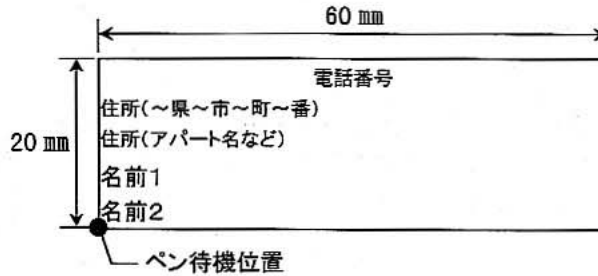 60 mm
電話番号
住所(～県～市～町～番)
住所(アパート名など)
20 mm
名前1
名前2
ペン待機位置